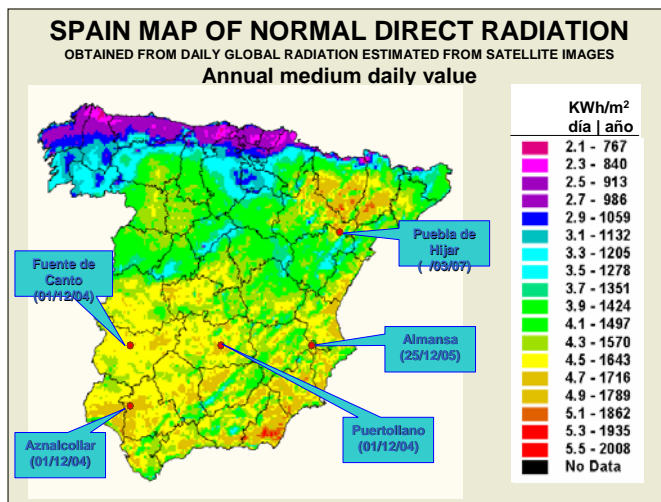 SPAIN MAP OF NORMAL DIRECT RADIATION
OBTAINED FROM DAILY GLOBAL RADIATION ESTIMATED FROM SATELLITE IMAGES
Annual medium daily value
KWh/m²
día | año
2.1 - 767
2.3 - 840
2.5 - 913
2.7 - 986
2.9 - 1059
3.1 - 1132
3.3 - 1205
3.5 - 1278
3.7 - 1351
3.9 - 1424
4.1 - 1497
4.3 - 1570
4.5 - 1643
4.7 - 1716
4.9 - 1789
5.1 - 1862
5.3 - 1935
5.5 - 2008
No Data
Puebla de
Hijar
( /03/07)
Fuente de
Canto
(01/12/04)
Almansa
(25/12/05)
Aznalcollar
(01/12/04)
Puertollano
(01/12/04)